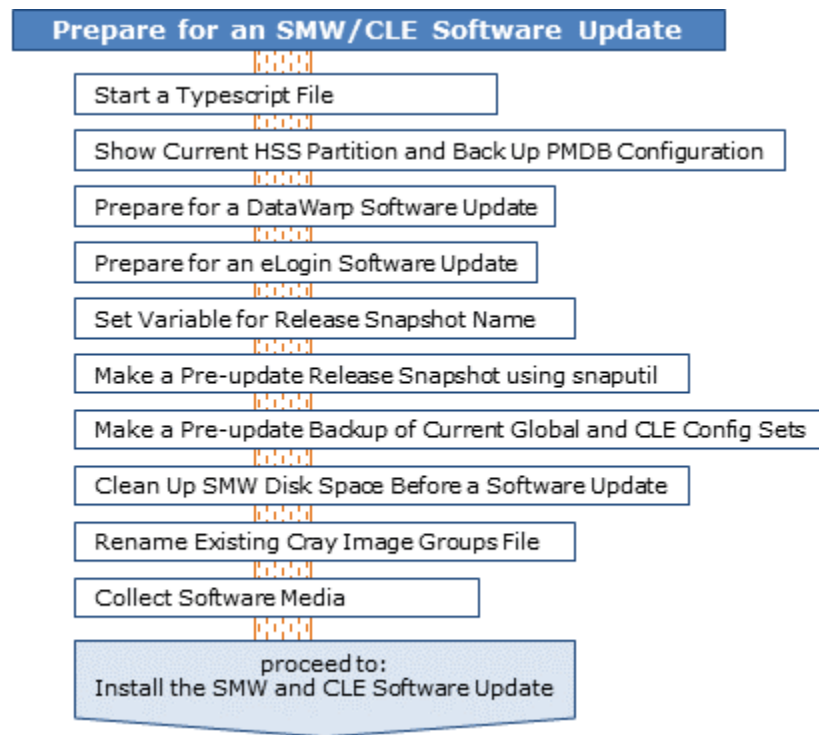 Prepare for an SMW/CLE Software Update
Start a Typescript File
Show Current HSS Partition and Back Up PMDB Configuration
Prepare for a DataWarp Software Update
Prepare for an eLogin Software Update
Set Variable for Release Snapshot Name
Make a Pre-update Release Snapshot using snaputil
Make a Pre-update Backup of Current Global and CLE Config Sets
Clean Up SMW Disk Space Before a Software Update
Rename Existing Cray Image Groups File
Collect Software Media
proceed to:
Install the SMW and CLE Software Update